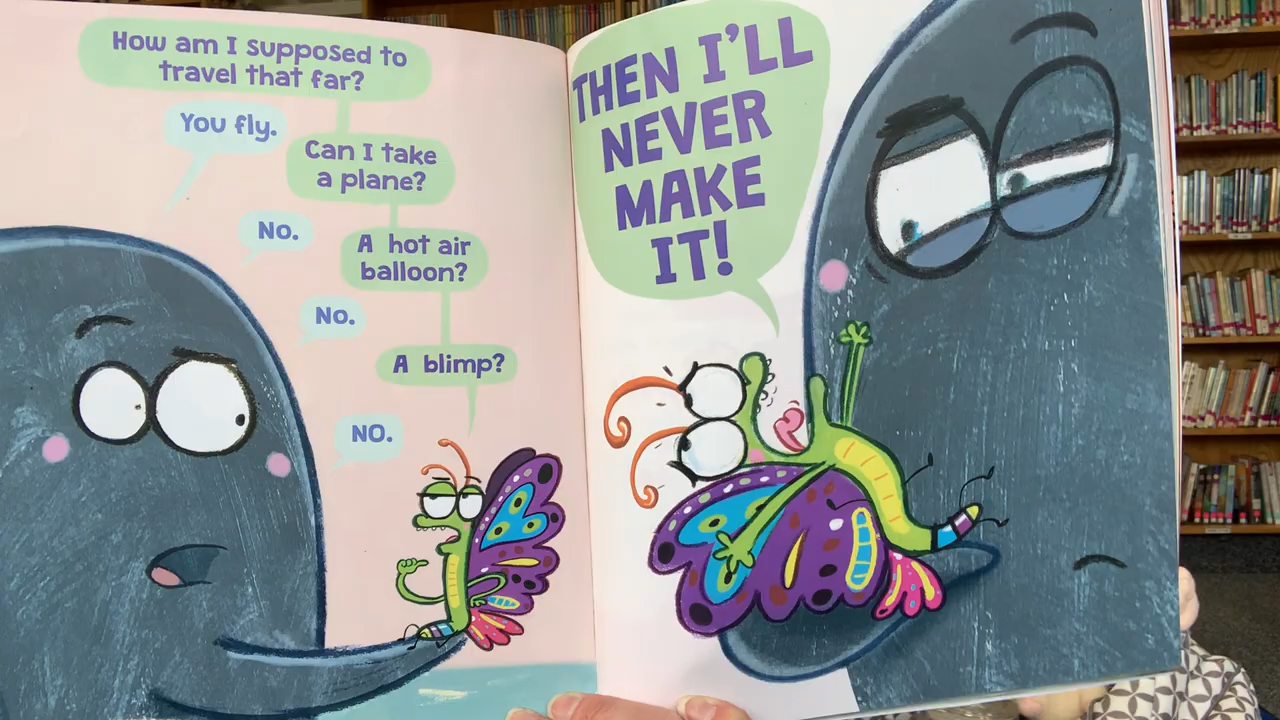 How am I supposed to
travel that far?
You fly.
Can I take
a plane?
No.
A hot air
balloon?
No.
A blimp?
NO.
THEN I'LL
NEVER
MAKE
IT!